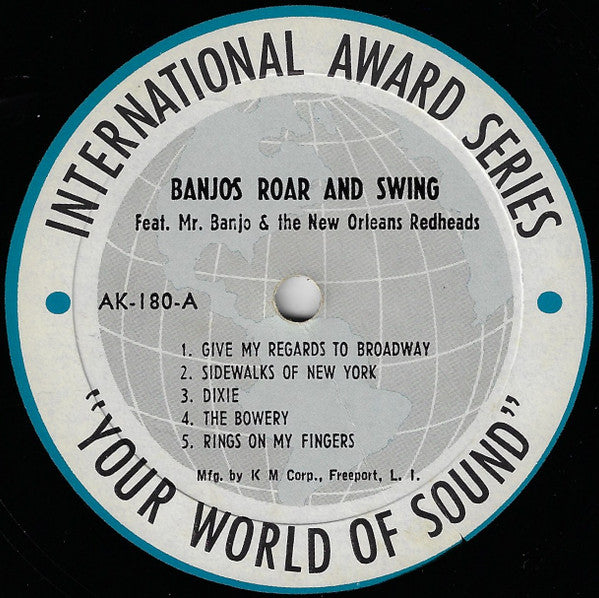 INTERNATIONAL AWARD SERIES
BANJOS ROAR AND SWING
Feat. Mr. Banjo & the New Orleans Redheads
AK-180-A
1. GIVE MY REGARDS TO BROADWAY
2. SIDEWALKS OF NEW YORK
3. DIXIE
4. THE BOWERY
5. RINGS ON MY FINGERS
Mfg. by K M Corp., Freeport, L. I.
"YOUR WORLD OF SOUND"